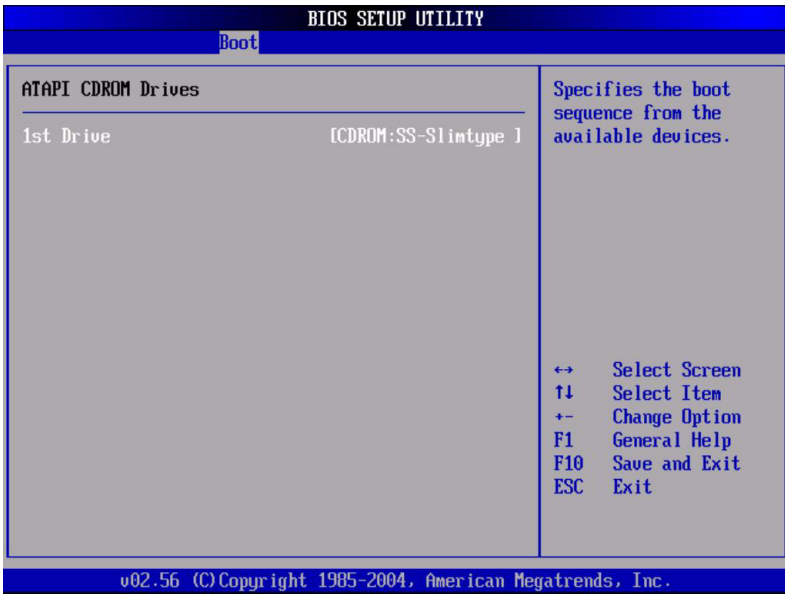 BIOS SETUP UTILITY
Boot
ATAPI CDROM Drives
1st Drive [CDROM:SS-Slimtype ]
Specifies the boot
sequence from the
available devices.
↔ Select Screen
↑↓ Select Item
+- Change Option
F1 General Help
F10 Save and Exit
ESC Exit
v02.56 (C)Copyright 1985-2004, American Megatrends, Inc.